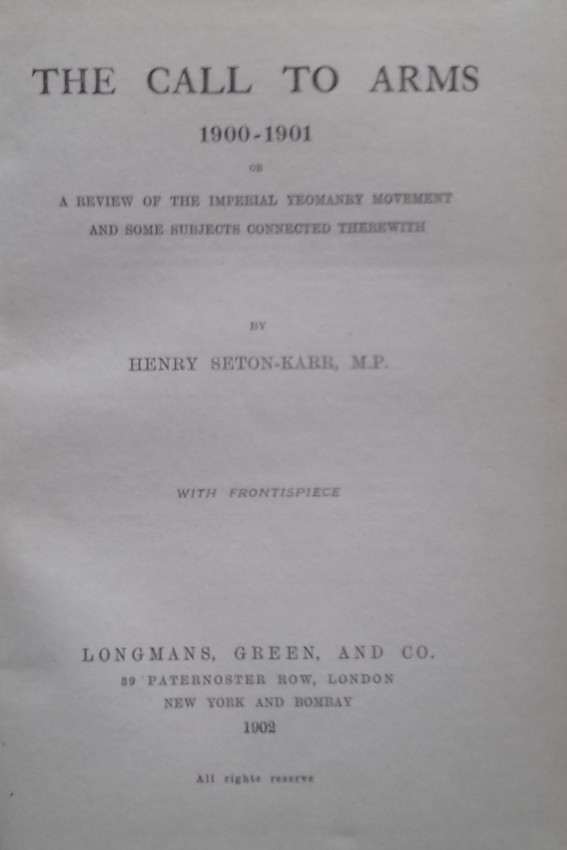 THE CALL TO ARMS
1900-1901
OR
A REVIEW OF THE IMPERIAL YEOMANRY MOVEMENT
AND SOME SUBJECTS CONNECTED THEREWITH
BY
HENRY SETON-KARR, M.P.
WITH FRONTISPIECE
LONGMANS, GREEN, AND CO.
39 PATERNOSTER ROW, LONDON
NEW YORK AND BOMBAY
1902
All rights reserve